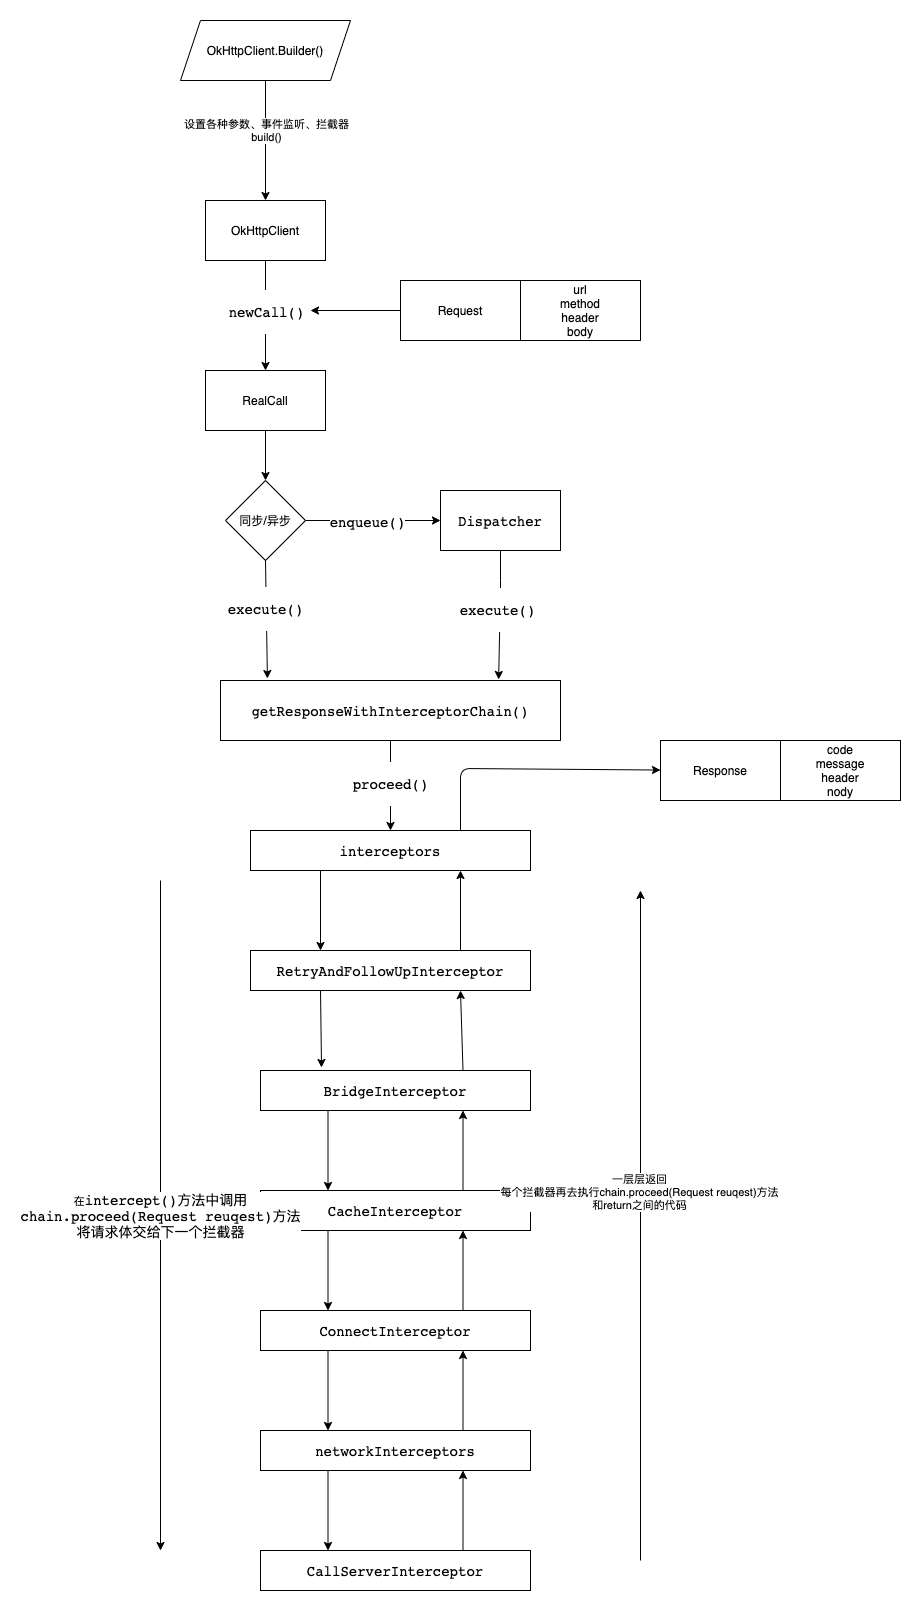 OkHttpClient.Builder()
设置各种参数、事件监听、拦截器
build()
OkHttpClient
newCall()
Request
url
method
header
body
RealCall
同步/异步
enqueue()
Dispatcher
execute()
execute()
getResponseWithInterceptorChain()
proceed()
Response
code
message
header
nody
interceptors
RetryAndFollowUpInterceptor
BridgeInterceptor
在intercept()方法中调用
chain.proceed(Request reuqest)方法
将请求体交给下一个拦截器
CacheInterceptor
一层层返回
每个拦截器再去执行chain.proceed(Request reuqest)方法
和return之间的代码
ConnectInterceptor
networkInterceptors
CallServerInterceptor